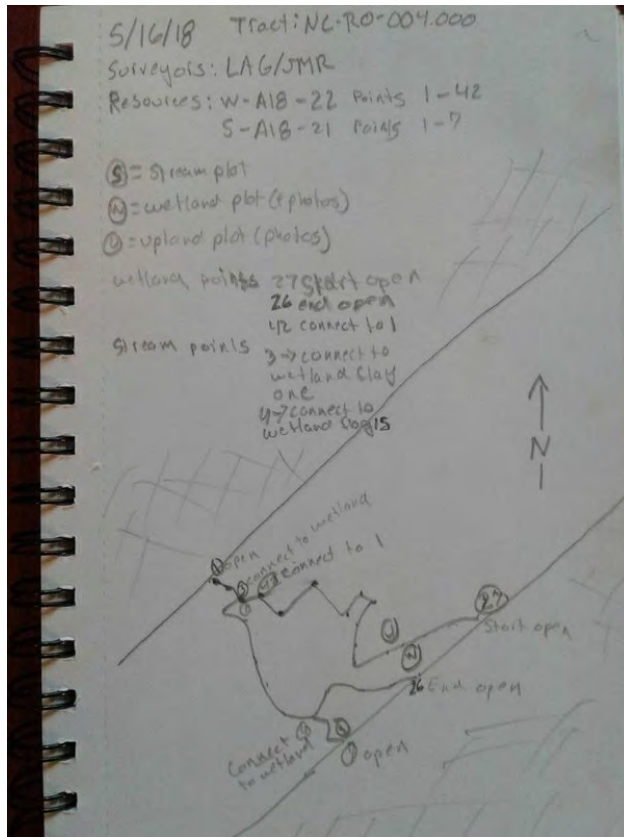 5/16/18 Tract: NC-RO-004.000
Surveyors: LAG/JMR
Resources: W-A18-22 Points 1-42
S-A18-21 Points 1-7
S = stream plot
W = wetland plot (+ photos)
U = upland plot (photos)
wetland points 27 start open
26 end open
42 connect to 1
Stream points 3 → connect to
wetland flag
one
4 → connect to
wetland flag 15
N
1 open
connect to wetland
42 connect to 1
27
U
Start open
W
26 End open
Connect
to wetland
open